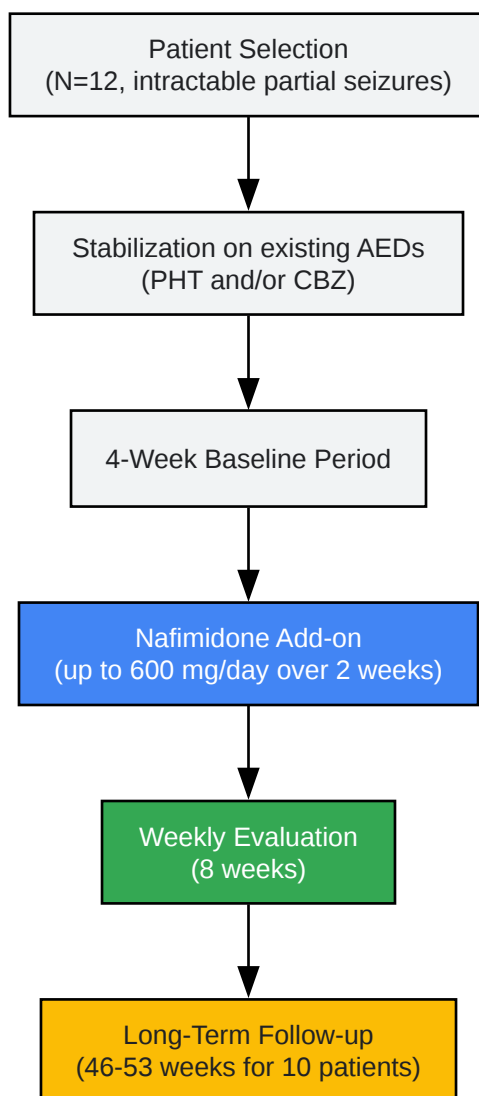 Patient Selection
(N=12, intractable partial seizures)
Stabilization on existing AEDs
(PHT and/or CBZ)
4-Week Baseline Period
Nafimidone Add-on
(up to 600 mg/day over 2 weeks)
Weekly Evaluation
(8 weeks)
Long-Term Follow-up
(46-53 weeks for 10 patients)